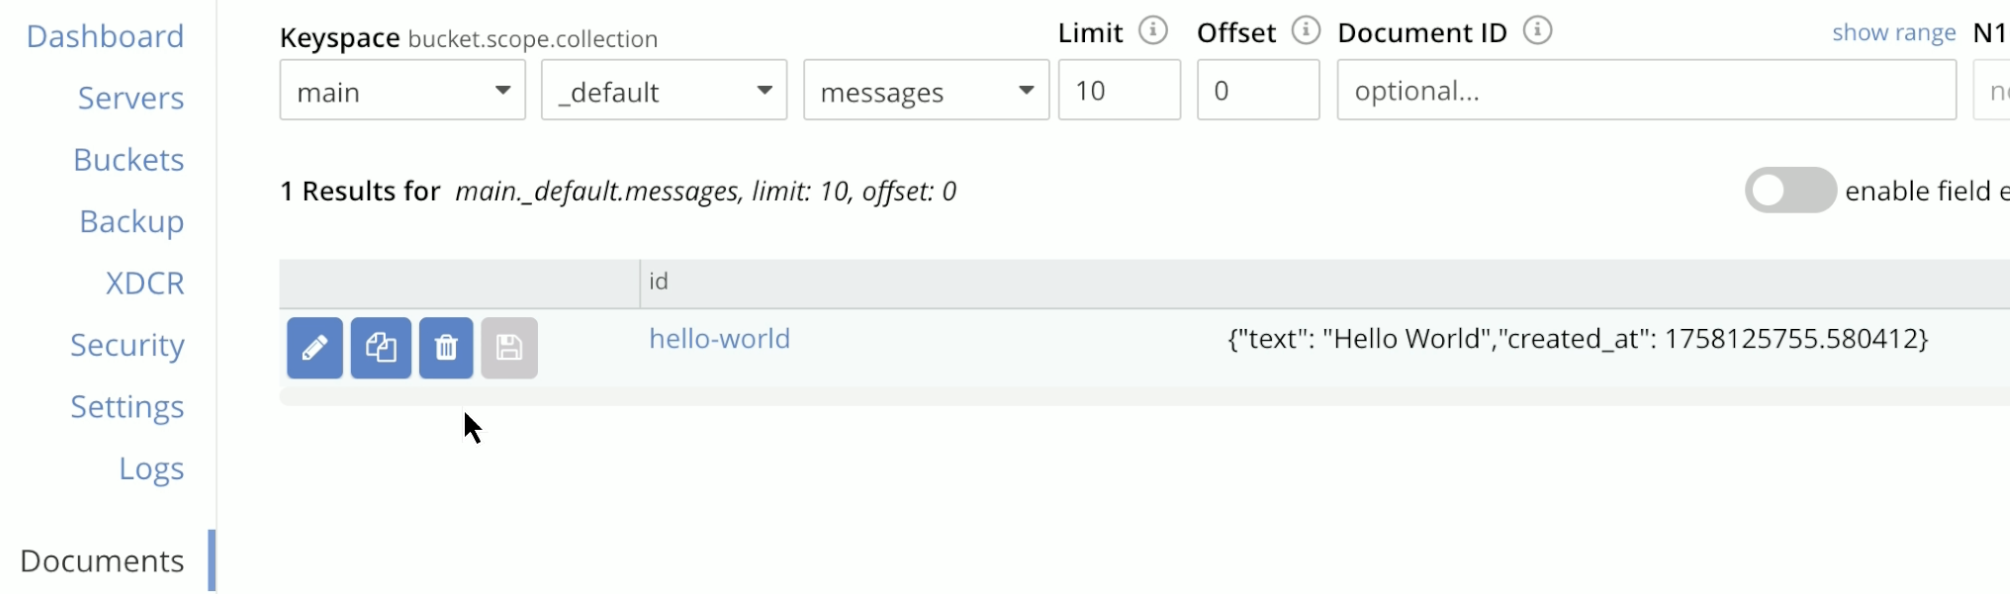 Dashboard
Servers
Buckets
Backup
XDCR
Security
Settings
Logs
Documents
Keyspace bucket.scope.collection
main
_default
messages
Limit
10
Offset
0
Document ID
optional...
show range
N1
1 Results for main._default.messages, limit: 10, offset: 0
enable field e
id
hello-world
{"text": "Hello World","created_at": 1758125755.580412}